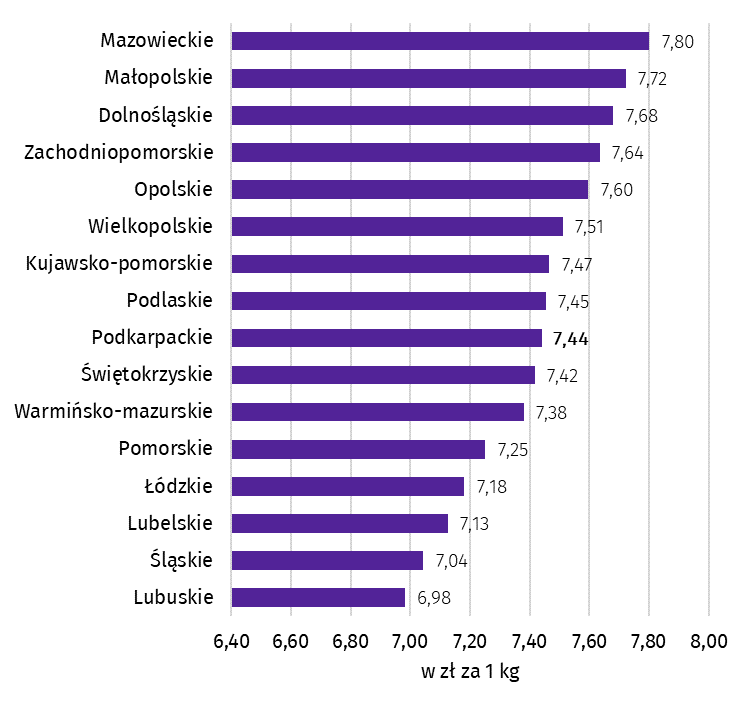 Mazowieckie 7,80
Małopolskie 7,72
Dolnośląskie 7,68
Zachodniopomorskie 7,64
Opolskie 7,60
Wielkopolskie 7,51
Kujawsko-pomorskie 7,47
Podlaskie 7,45
Podkarpackie 7,44
Świętokrzyskie 7,42
Warmińsko-mazurskie 7,38
Pomorskie 7,25
Łódzkie 7,18
Lubelskie 7,13
Śląskie 7,04
Lubuskie 6,98
6,40 6,60 6,80 7,00 7,20 7,40 7,60 7,80 8,00
w zł za 1 kg